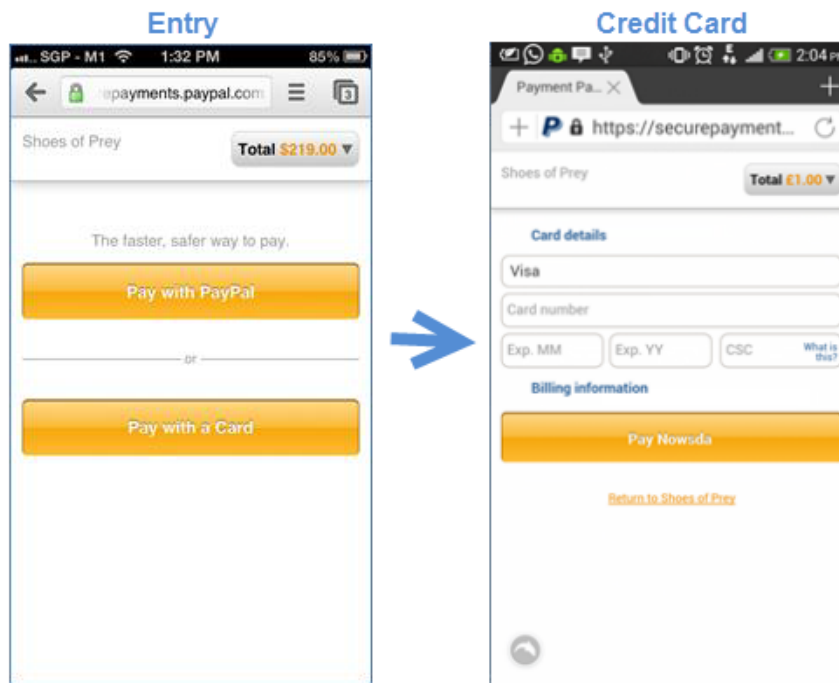 Entry
SGP - M1 1:32 PM 85%
epayments.paypal.com 3
Shoes of Prey
Total $219.00
The faster, safer way to pay.
Pay with PayPal
or
Pay with a Card
Credit Card
2:04 PM
Payment Pa...
https://securepayment...
Shoes of Prey
Total £1.00
Card details
Visa
Card number
Exp. MM Exp. YY CSC What is
this?
Billing information
Pay Nowsda
Return to Shoes of Prey